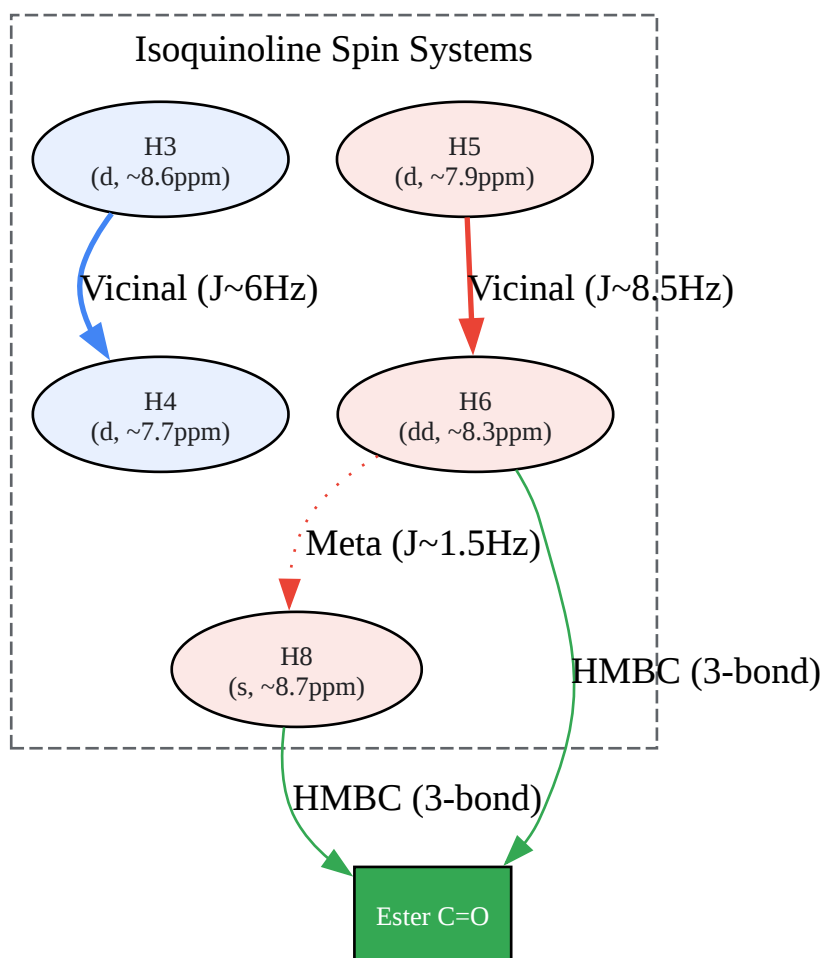 Isoquinoline Spin Systems
H3
(d, ~8.6ppm)
H5
(d, ~7.9ppm)
Vicinal (J~6Hz)
Vicinal (J~8.5Hz)
H4
(d, ~7.7ppm)
H6
(dd, ~8.3ppm)
Meta (J~1.5Hz)
H8
(s, ~8.7ppm)
HMBC (3-bond)
HMBC (3-bond)
Ester C=O